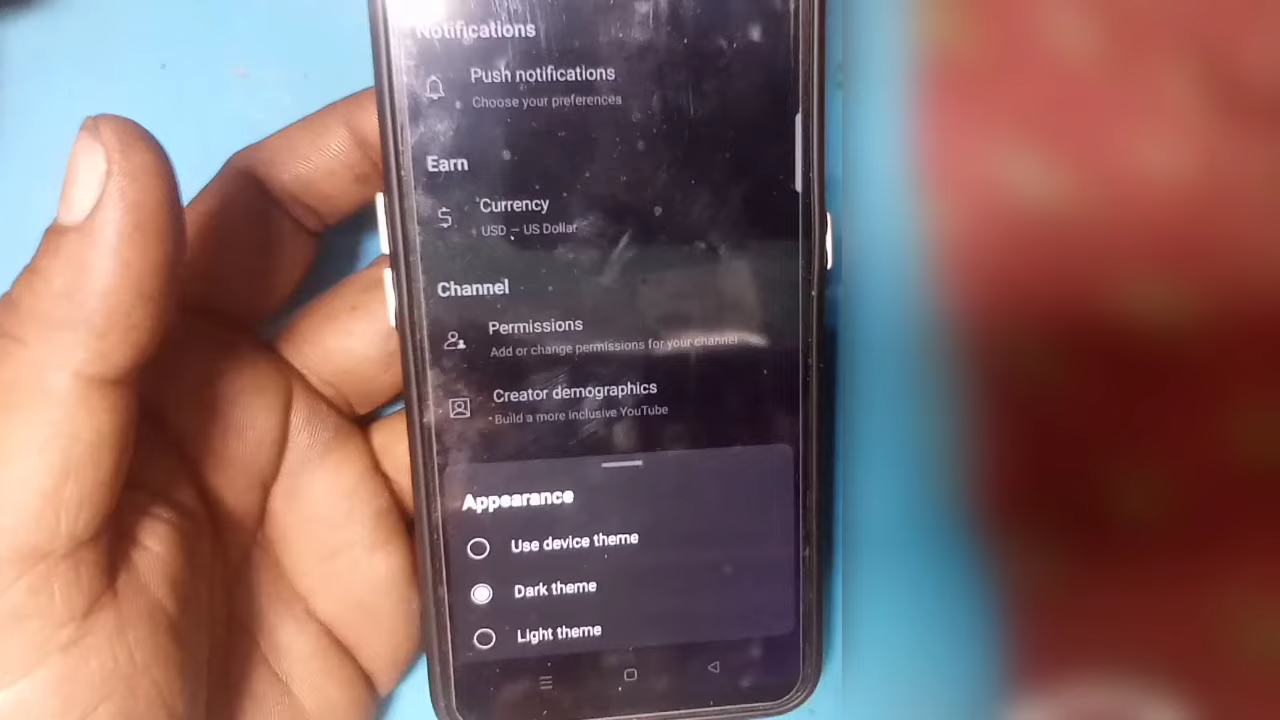 Notifications
Push notifications
Choose your preferences
Earn
Currency
USD – US Dollar
Channel
Permissions
Add or change permissions for your channel
Creator demographics
Build a more inclusive YouTube
Appearance
Use device theme
Dark theme
Light theme